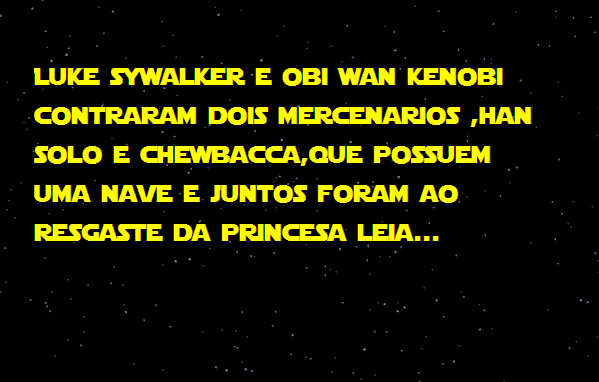 LUKE SYWALKER E OBI WAN KENOBI
CONTRARAM DOIS MERCENARIOS ,HAN
SOLO E CHEWBACCA,QUE POSSUEM
UMA NAVE E JUNTOS FORAM AO
RESGASTE DA PRINCESA LEIA...